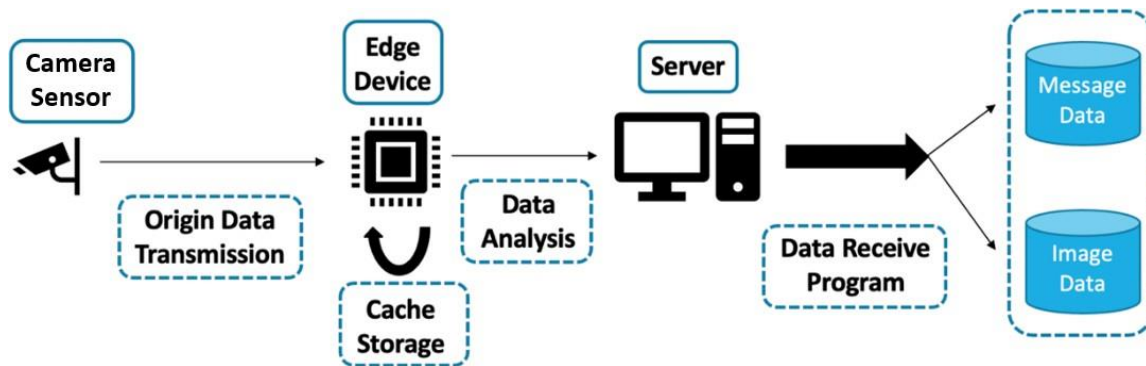 Camera
Sensor
Origin Data
Transmission
Edge
Device
Cache
Storage
Data
Analysis
Server
Data Receive
Program
Message
Data
Image
Data